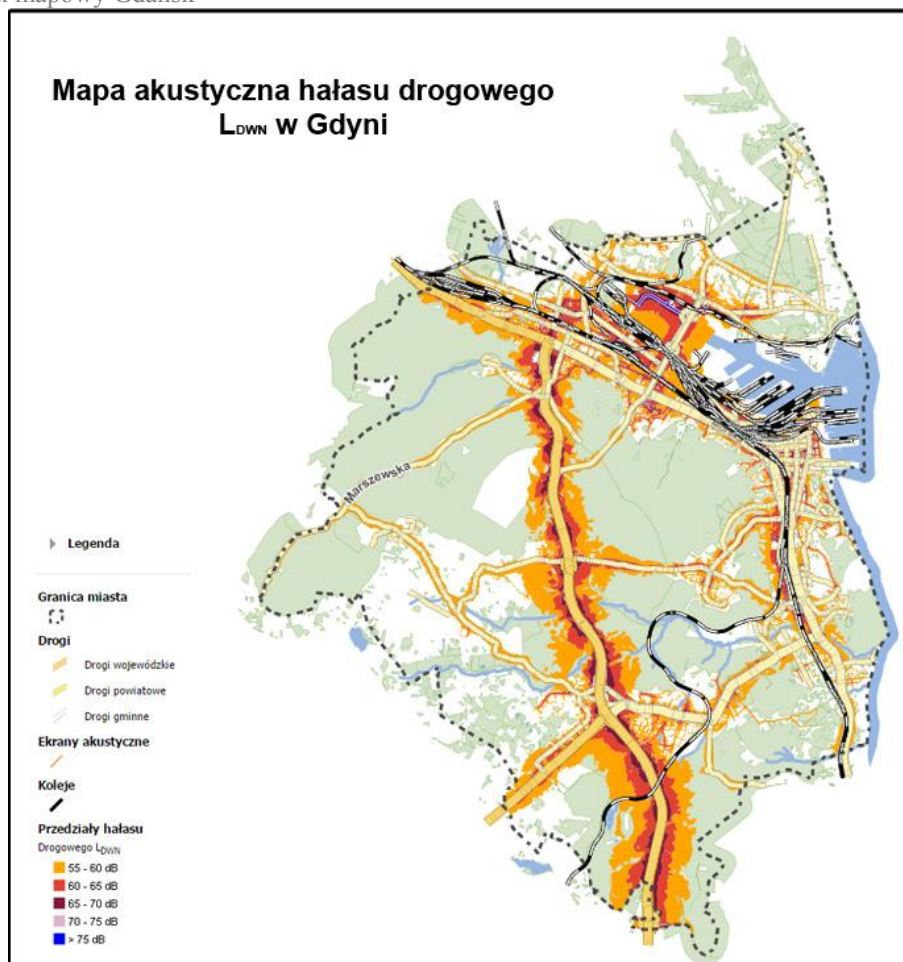 mapowy Gdańsk
Mapa akustyczna hałasu drogowego
LDWN w Gdyni
Marszewska
Legenda
Granica miasta
Drogi
Drogi wojewódzkie
Drogi powiatowe
Drogi gminne
Ekrany akustyczne
Koleje
Przedziały hałasu
Drogowego LDWN
55 - 60 dB
60 - 65 dB
65 - 70 dB
70 - 75 dB
> 75 dB